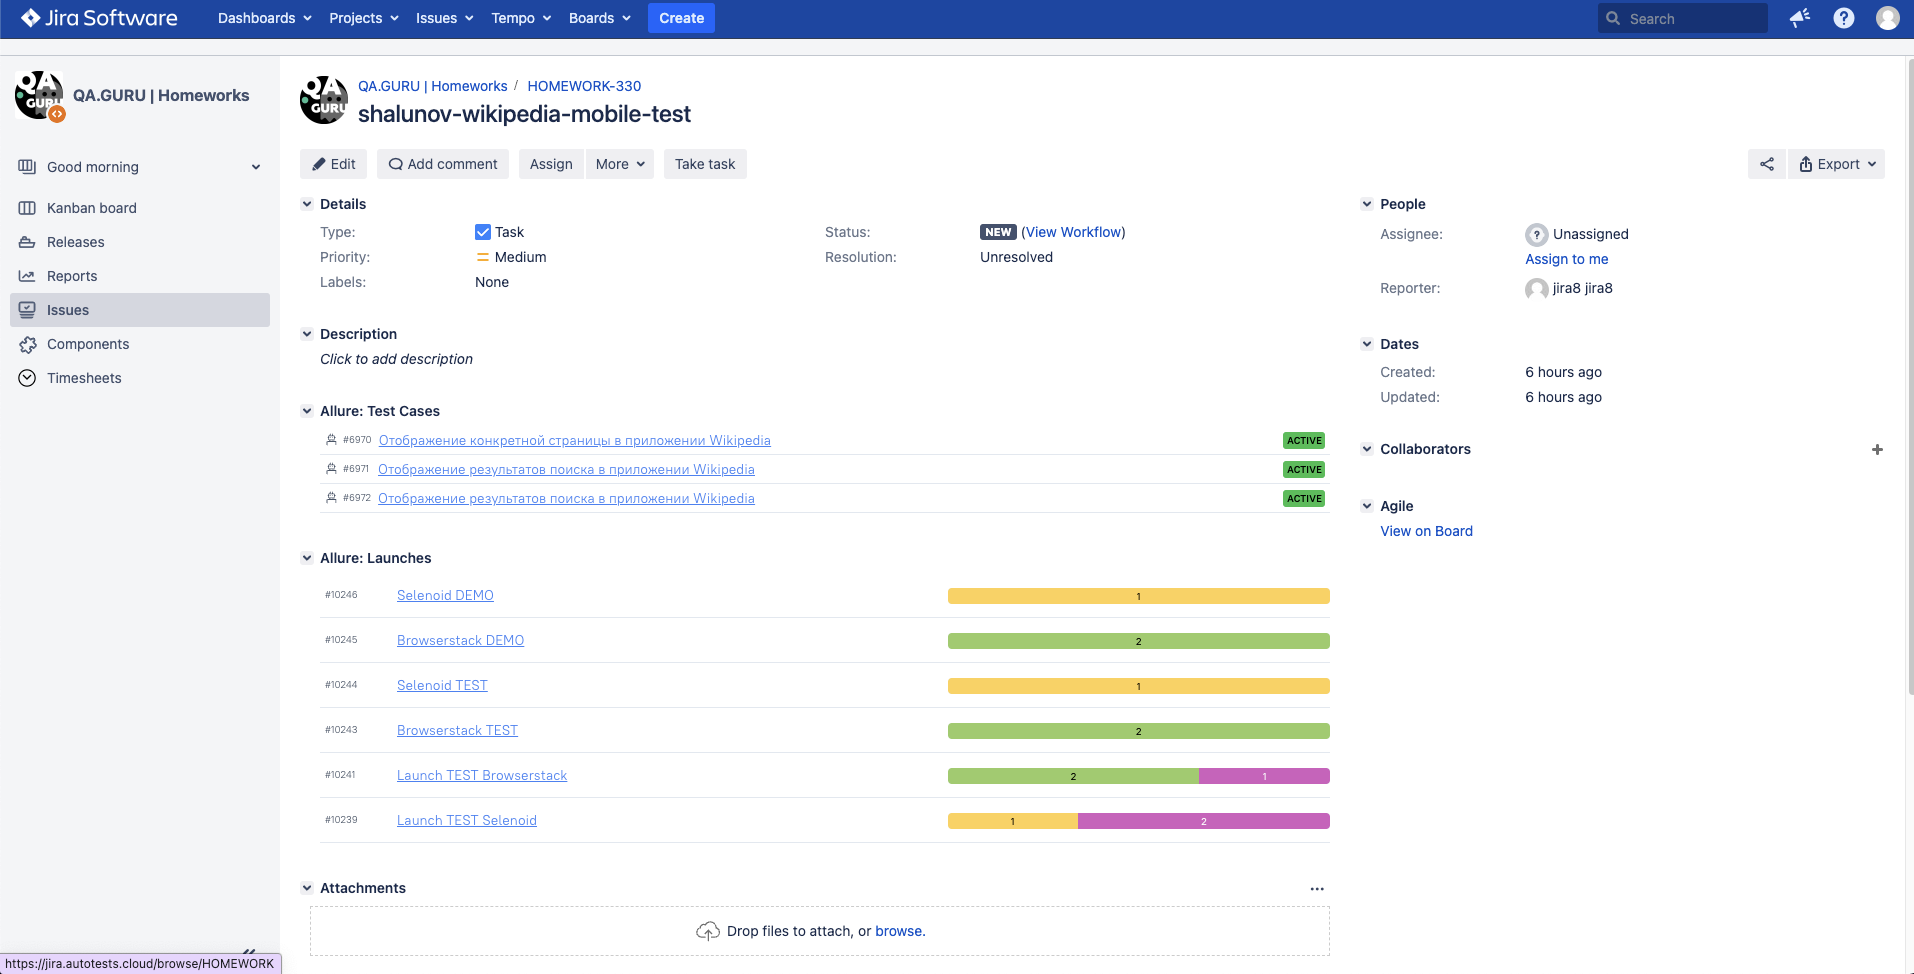 Jira Software
Dashboards Projects Issues Tempo Boards Create
Search
QA GURU
QA.GURU | Homeworks
Good morning
Kanban board
Releases
Reports
Issues
Components
Timesheets
QA GURU
QA.GURU | Homeworks / HOMEWORK-330
shalunov-wikipedia-mobile-test
Edit Add comment Assign More Take task Export
Details
Type: Task
Priority: Medium
Labels: None
Status: NEW (View Workflow)
Resolution: Unresolved
Description
Click to add description
Allure: Test Cases
#6970 Отображение конкретной страницы в приложении Wikipedia ACTIVE
#6971 Отображение результатов поиска в приложении Wikipedia ACTIVE
#6972 Отображение результатов поиска в приложении Wikipedia ACTIVE
Allure: Launches
#10246 Selenoid DEMO 1
#10245 Browserstack DEMO 2
#10244 Selenoid TEST 1
#10243 Browserstack TEST 2
#10241 Launch TEST Browserstack 2 1
#10239 Launch TEST Selenoid 1 2
Attachments
Drop files to attach, or browse.
People
Assignee: ? Unassigned
Assign to me
Reporter: jira8 jira8
Dates
Created: 6 hours ago
Updated: 6 hours ago
Collaborators
Agile
View on Board
https://jira.autotests.cloud/browse/HOMEWORK